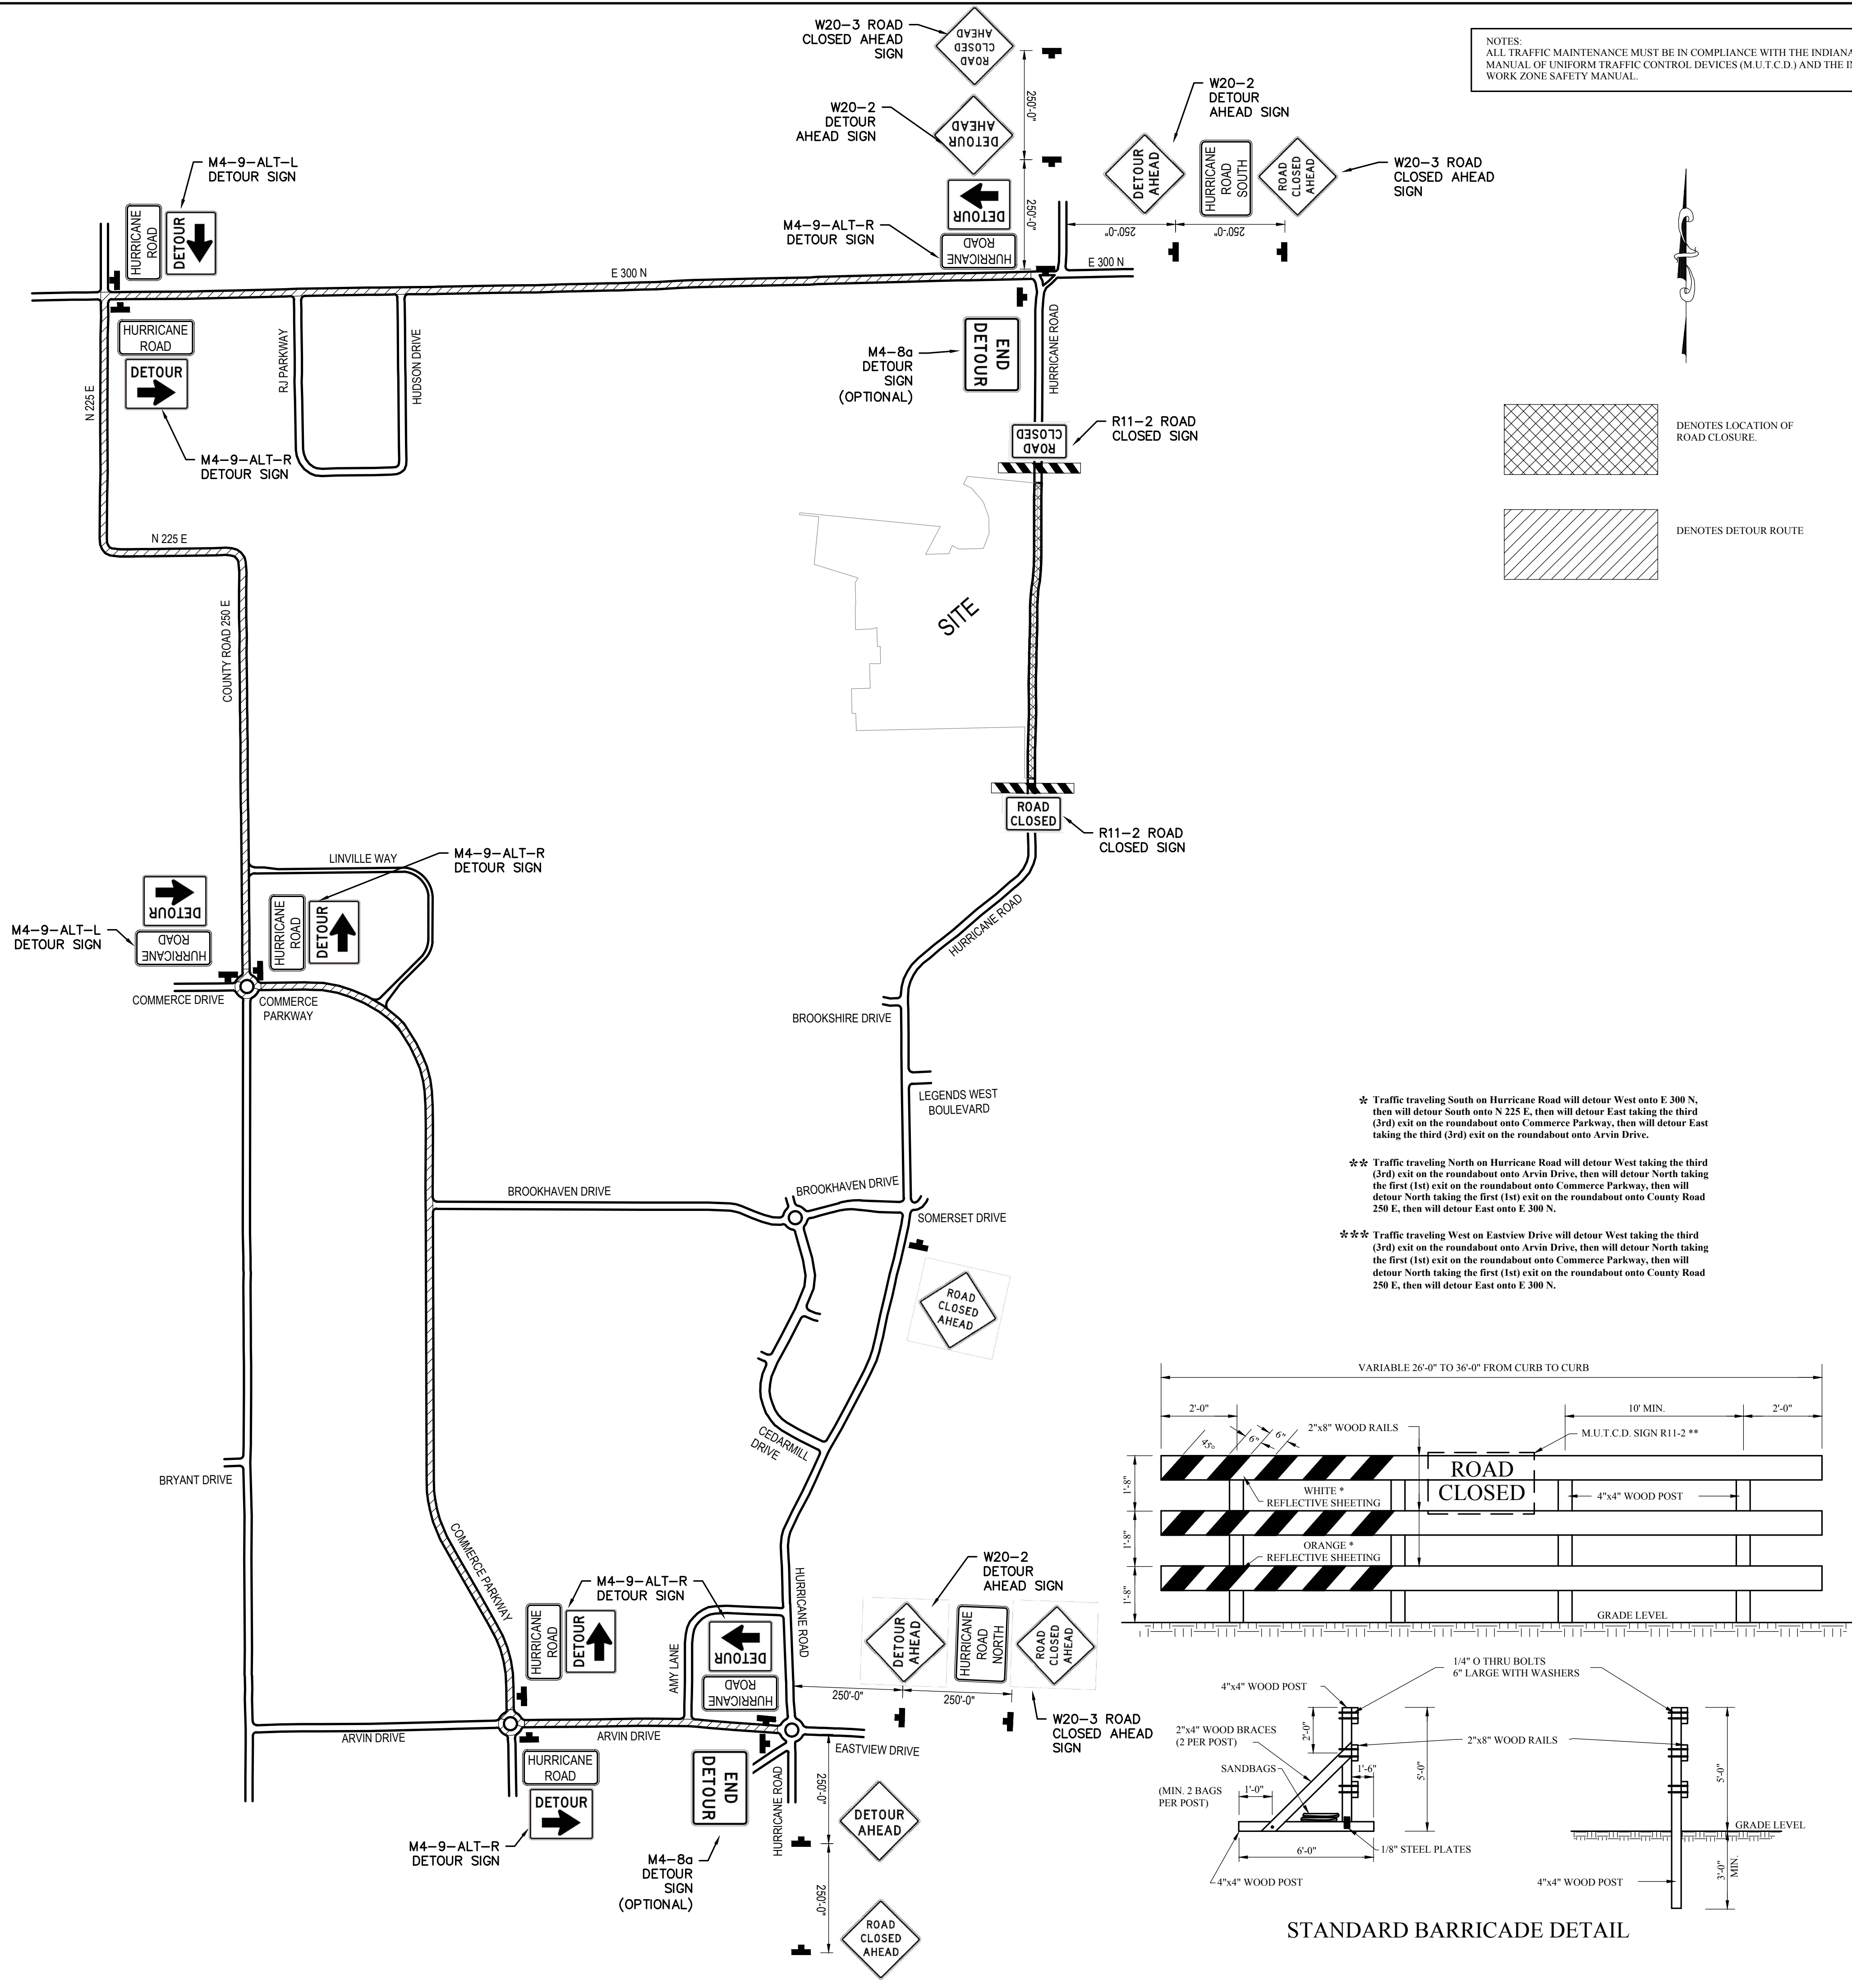 W20-3 ROAD
CLOSED AHEAD
SIGN
ROAD
CLOSED
AHEAD
250'-0"
W20-2
DETOUR
AHEAD SIGN
DETOUR
AHEAD
250'-0"
M4-9-ALT-R
DETOUR SIGN
DETOUR
HURRICANE
ROAD
W20-2
DETOUR
AHEAD SIGN
DETOUR
AHEAD
HURRICANE
ROAD
SOUTH
ROAD
CLOSED
AHEAD
W20-3 ROAD
CLOSED AHEAD
SIGN
250'-0"
250'-0"
NOTES:
ALL TRAFFIC MAINTENANCE MUST BE IN COMPLIANCE WITH THE INDIANA
MANUAL OF UNIFORM TRAFFIC CONTROL DEVICES (M.U.T.C.D.) AND THE
WORK ZONE SAFETY MANUAL.
M4-9-ALT-L
DETOUR SIGN
HURRICANE
ROAD
DETOUR
E 300 N
E 300 N
HURRICANE
ROAD
DETOUR
M4-9-ALT-R
DETOUR SIGN
N 225 E
RJ PARKWAY
HUDSON DRIVE
M4-8a
DETOUR
SIGN
(OPTIONAL)
END
DETOUR
HURRICANE ROAD
ROAD
CLOSED
R11-2 ROAD
CLOSED SIGN
DENOTES LOCATION OF
ROAD CLOSURE.
DENOTES DETOUR ROUTE
N 225 E
COUNTY ROAD 250 E
SITE
ROAD
CLOSED
R11-2 ROAD
CLOSED SIGN
LINVILLE WAY
M4-9-ALT-R
DETOUR SIGN
DETOUR
HURRICANE
ROAD
M4-9-ALT-L
DETOUR SIGN
HURRICANE
ROAD
DETOUR
COMMERCE DRIVE
COMMERCE
PARKWAY
HURRICANE ROAD
BROOKSHIRE DRIVE
LEGENDS WEST
BOULEVARD
BROOKHAVEN DRIVE
BROOKHAVEN DRIVE
SOMERSET DRIVE
ROAD
CLOSED
AHEAD
* Traffic traveling South on Hurricane Road will detour West onto E 300 N,
then will detour South onto N 225 E, then will detour East taking the third
(3rd) exit on the roundabout onto Commerce Parkway, then will detour East
taking the third (3rd) exit on the roundabout onto Arvin Drive.
** Traffic traveling North on Hurricane Road will detour West taking the third
(3rd) exit on the roundabout onto Arvin Drive, then will detour North taking
the first (1st) exit on the roundabout onto Commerce Parkway, then will
detour North taking the first (1st) exit on the roundabout onto County Road
250 E, then will detour East onto E 300 N.
*** Traffic traveling West on Eastview Drive will detour West taking the third
(3rd) exit on the roundabout onto Arvin Drive, then will detour North taking
the first (1st) exit on the roundabout onto Commerce Parkway, then will
detour North taking the first (1st) exit on the roundabout onto County Road
250 E, then will detour East onto E 300 N.
CEDARMILL
DRIVE
BRYANT DRIVE
COMMERCE PARKWAY
HURRICANE ROAD
M4-9-ALT-R
DETOUR SIGN
HURRICANE
ROAD
DETOUR
AMY LANE
DETOUR
HURRICANE
ROAD
W20-2
DETOUR
AHEAD SIGN
DETOUR
AHEAD
HURRICANE
ROAD
NORTH
ROAD
CLOSED
AHEAD
250'-0"
250'-0"
W20-3 ROAD
CLOSED AHEAD
SIGN
ARVIN DRIVE
ARVIN DRIVE
EASTVIEW DRIVE
HURRICANE
ROAD
DETOUR
M4-9-ALT-R
DETOUR SIGN
END
DETOUR
M4-8a
DETOUR
SIGN
(OPTIONAL)
HURRICANE ROAD
250'-0"
DETOUR
AHEAD
250'-0"
ROAD
CLOSED
AHEAD
VARIABLE 26'-0" TO 36'-0" FROM CURB TO CURB
2'-0"
10' MIN.
2'-0"
45°
6"
6"
2"x8" WOOD RAILS
M.U.T.C.D. SIGN R11-2 **
1'-8"
1'-8"
1'-8"
WHITE *
REFLECTIVE SHEETING
ROAD
CLOSED
4"x4" WOOD POST
ORANGE *
REFLECTIVE SHEETING
GRADE LEVEL
1/4" O THRU BOLTS
6" LARGE WITH WASHERS
4"x4" WOOD POST
2"x4" WOOD BRACES
(2 PER POST)
2'-0"
2"x8" WOOD RAILS
SANDBAGS
1'-6"
5'-0"
5'-0"
(MIN. 2 BAGS
PER POST)
1'-0"
GRADE LEVEL
6'-0"
1/8" STEEL PLATES
4"x4" WOOD POST
4"x4" WOOD POST
3'-0"
MIN.
STANDARD BARRICADE DETAIL